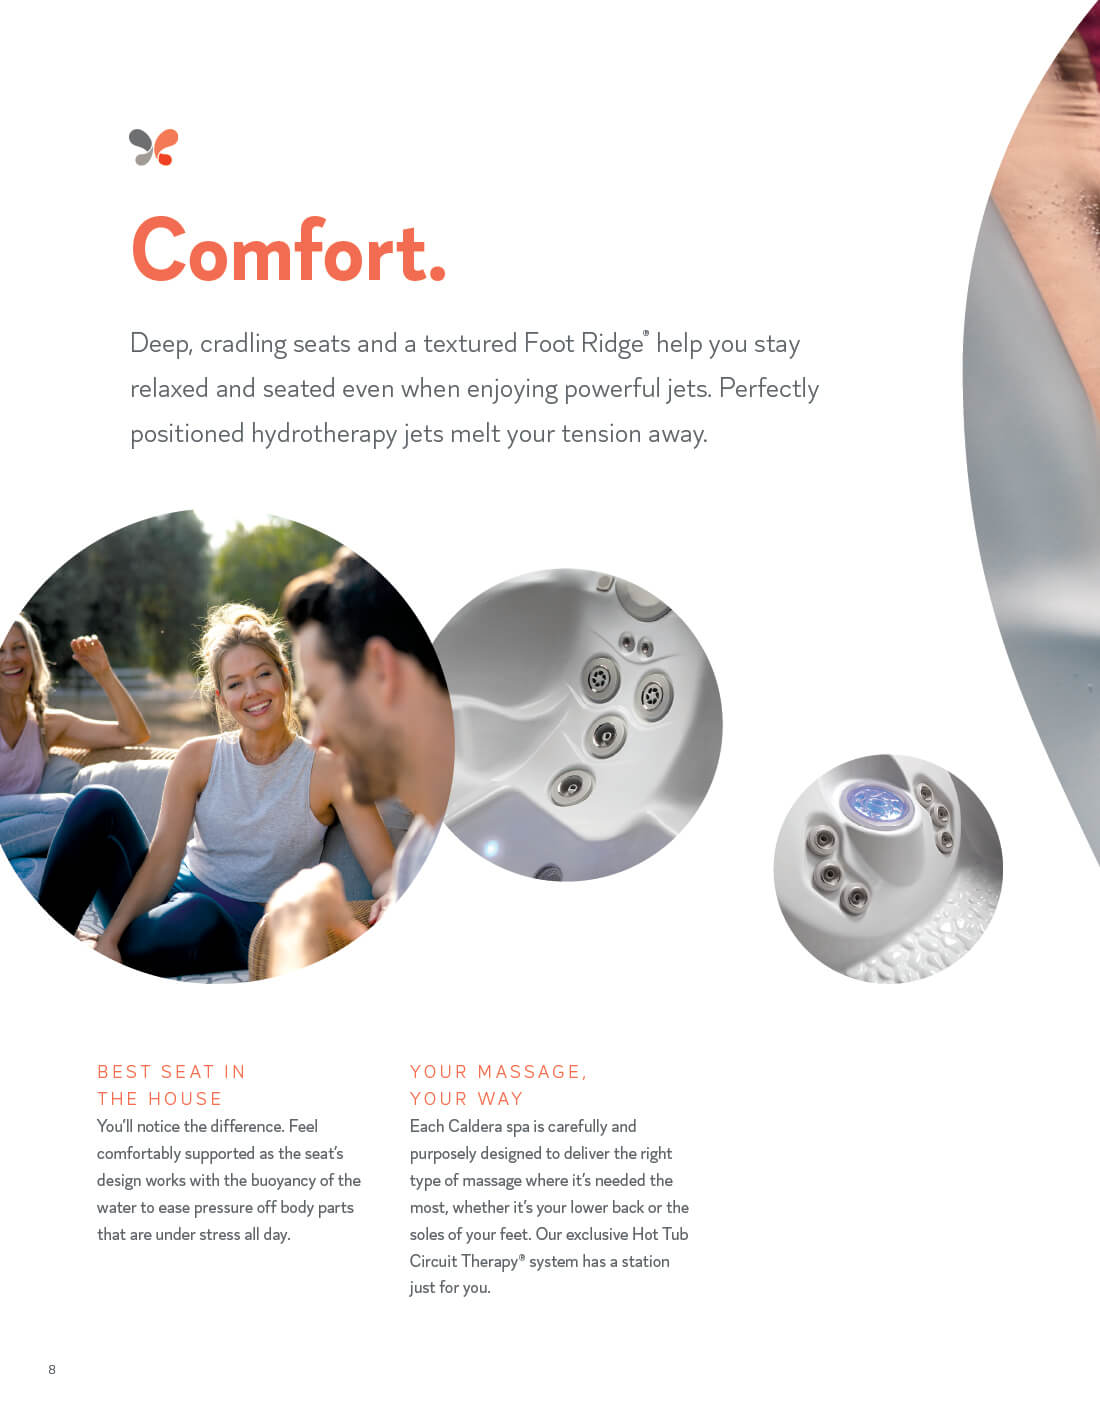 Comfort.
Deep, cradling seats and a textured Foot Ridge® help you stay
relaxed and seated even when enjoying powerful jets. Perfectly
positioned hydrotherapy jets melt your tension away.
BEST SEAT IN
THE HOUSE
You'll notice the difference. Feel
comfortably supported as the seat's
design works with the buoyancy of the
water to ease pressure off body parts
that are under stress all day.
YOUR MASSAGE,
YOUR WAY
Each Caldera spa is carefully and
purposely designed to deliver the right
type of massage where it's needed the
most, whether it's your lower back or the
soles of your feet. Our exclusive Hot Tub
Circuit Therapy® system has a station
just for you.
8